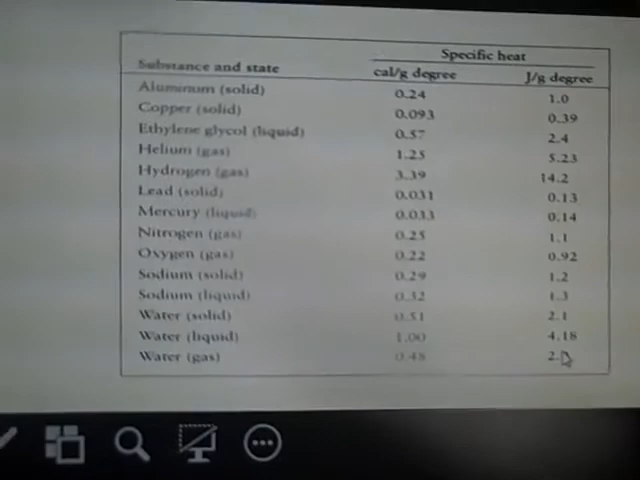 Specific heat
Substance and state cal/g degree J/g degree
Aluminum (solid) 0.24 1.0
Copper (solid) 0.093 0.39
Ethylene glycol (liquid) 0.57 2.4
Helium (gas) 1.25 5.23
Hydrogen (gas) 3.39 14.2
Lead (solid) 0.031 0.13
Mercury (liquid) 0.033 0.14
Nitrogen (gas) 0.25 1.1
Oxygen (gas) 0.22 0.92
Sodium (solid) 0.29 1.2
Sodium (liquid) 0.32 1.3
Water (solid) 0.51 2.1
Water (liquid) 1.00 4.18
Water (gas) 0.48